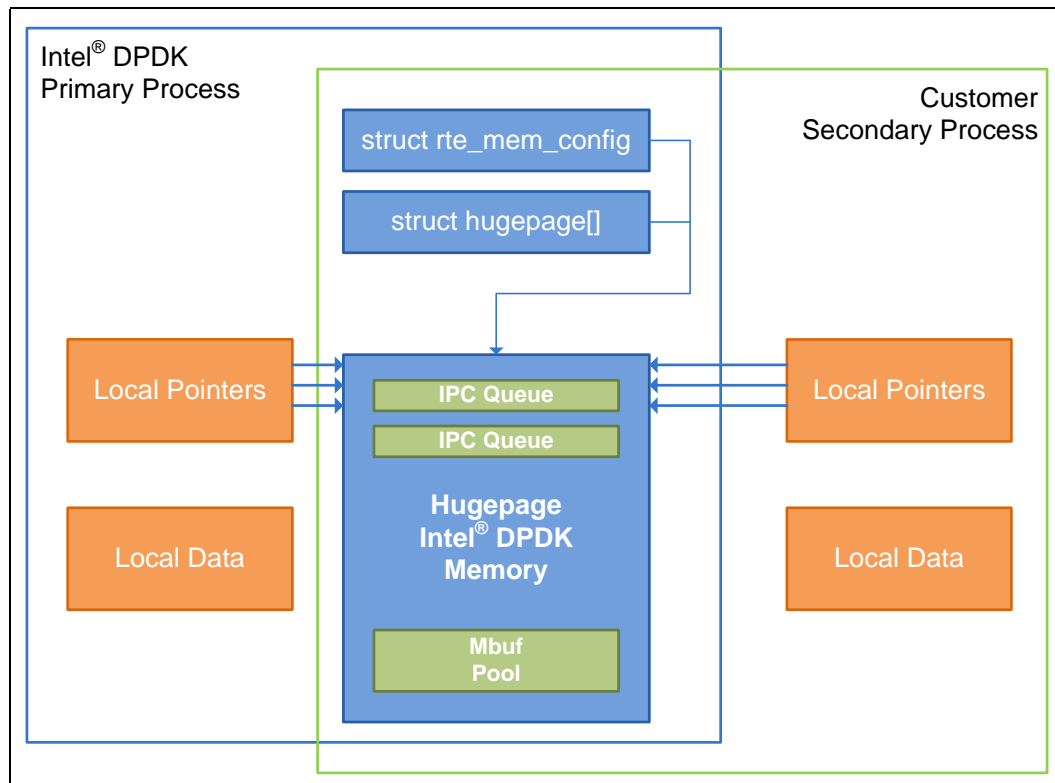 Intel® DPDK
Primary Process
Customer
Secondary Process
struct rte_mem_config
struct hugepage[]
Local Pointers
IPC Queue
IPC Queue
Local Pointers
Hugepage
Intel® DPDK
Memory
Local Data
Local Data
Mbuf
Pool